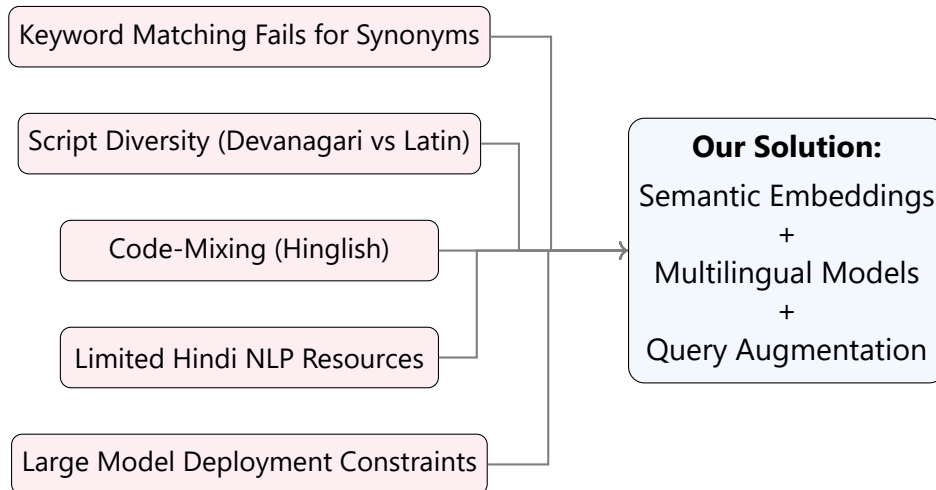 Keyword Matching Fails for Synonyms
Script Diversity (Devanagari vs Latin)
Code-Mixing (Hinglish)
Limited Hindi NLP Resources
Large Model Deployment Constraints
Our Solution:
Semantic Embeddings
+
Multilingual Models
+
Query Augmentation